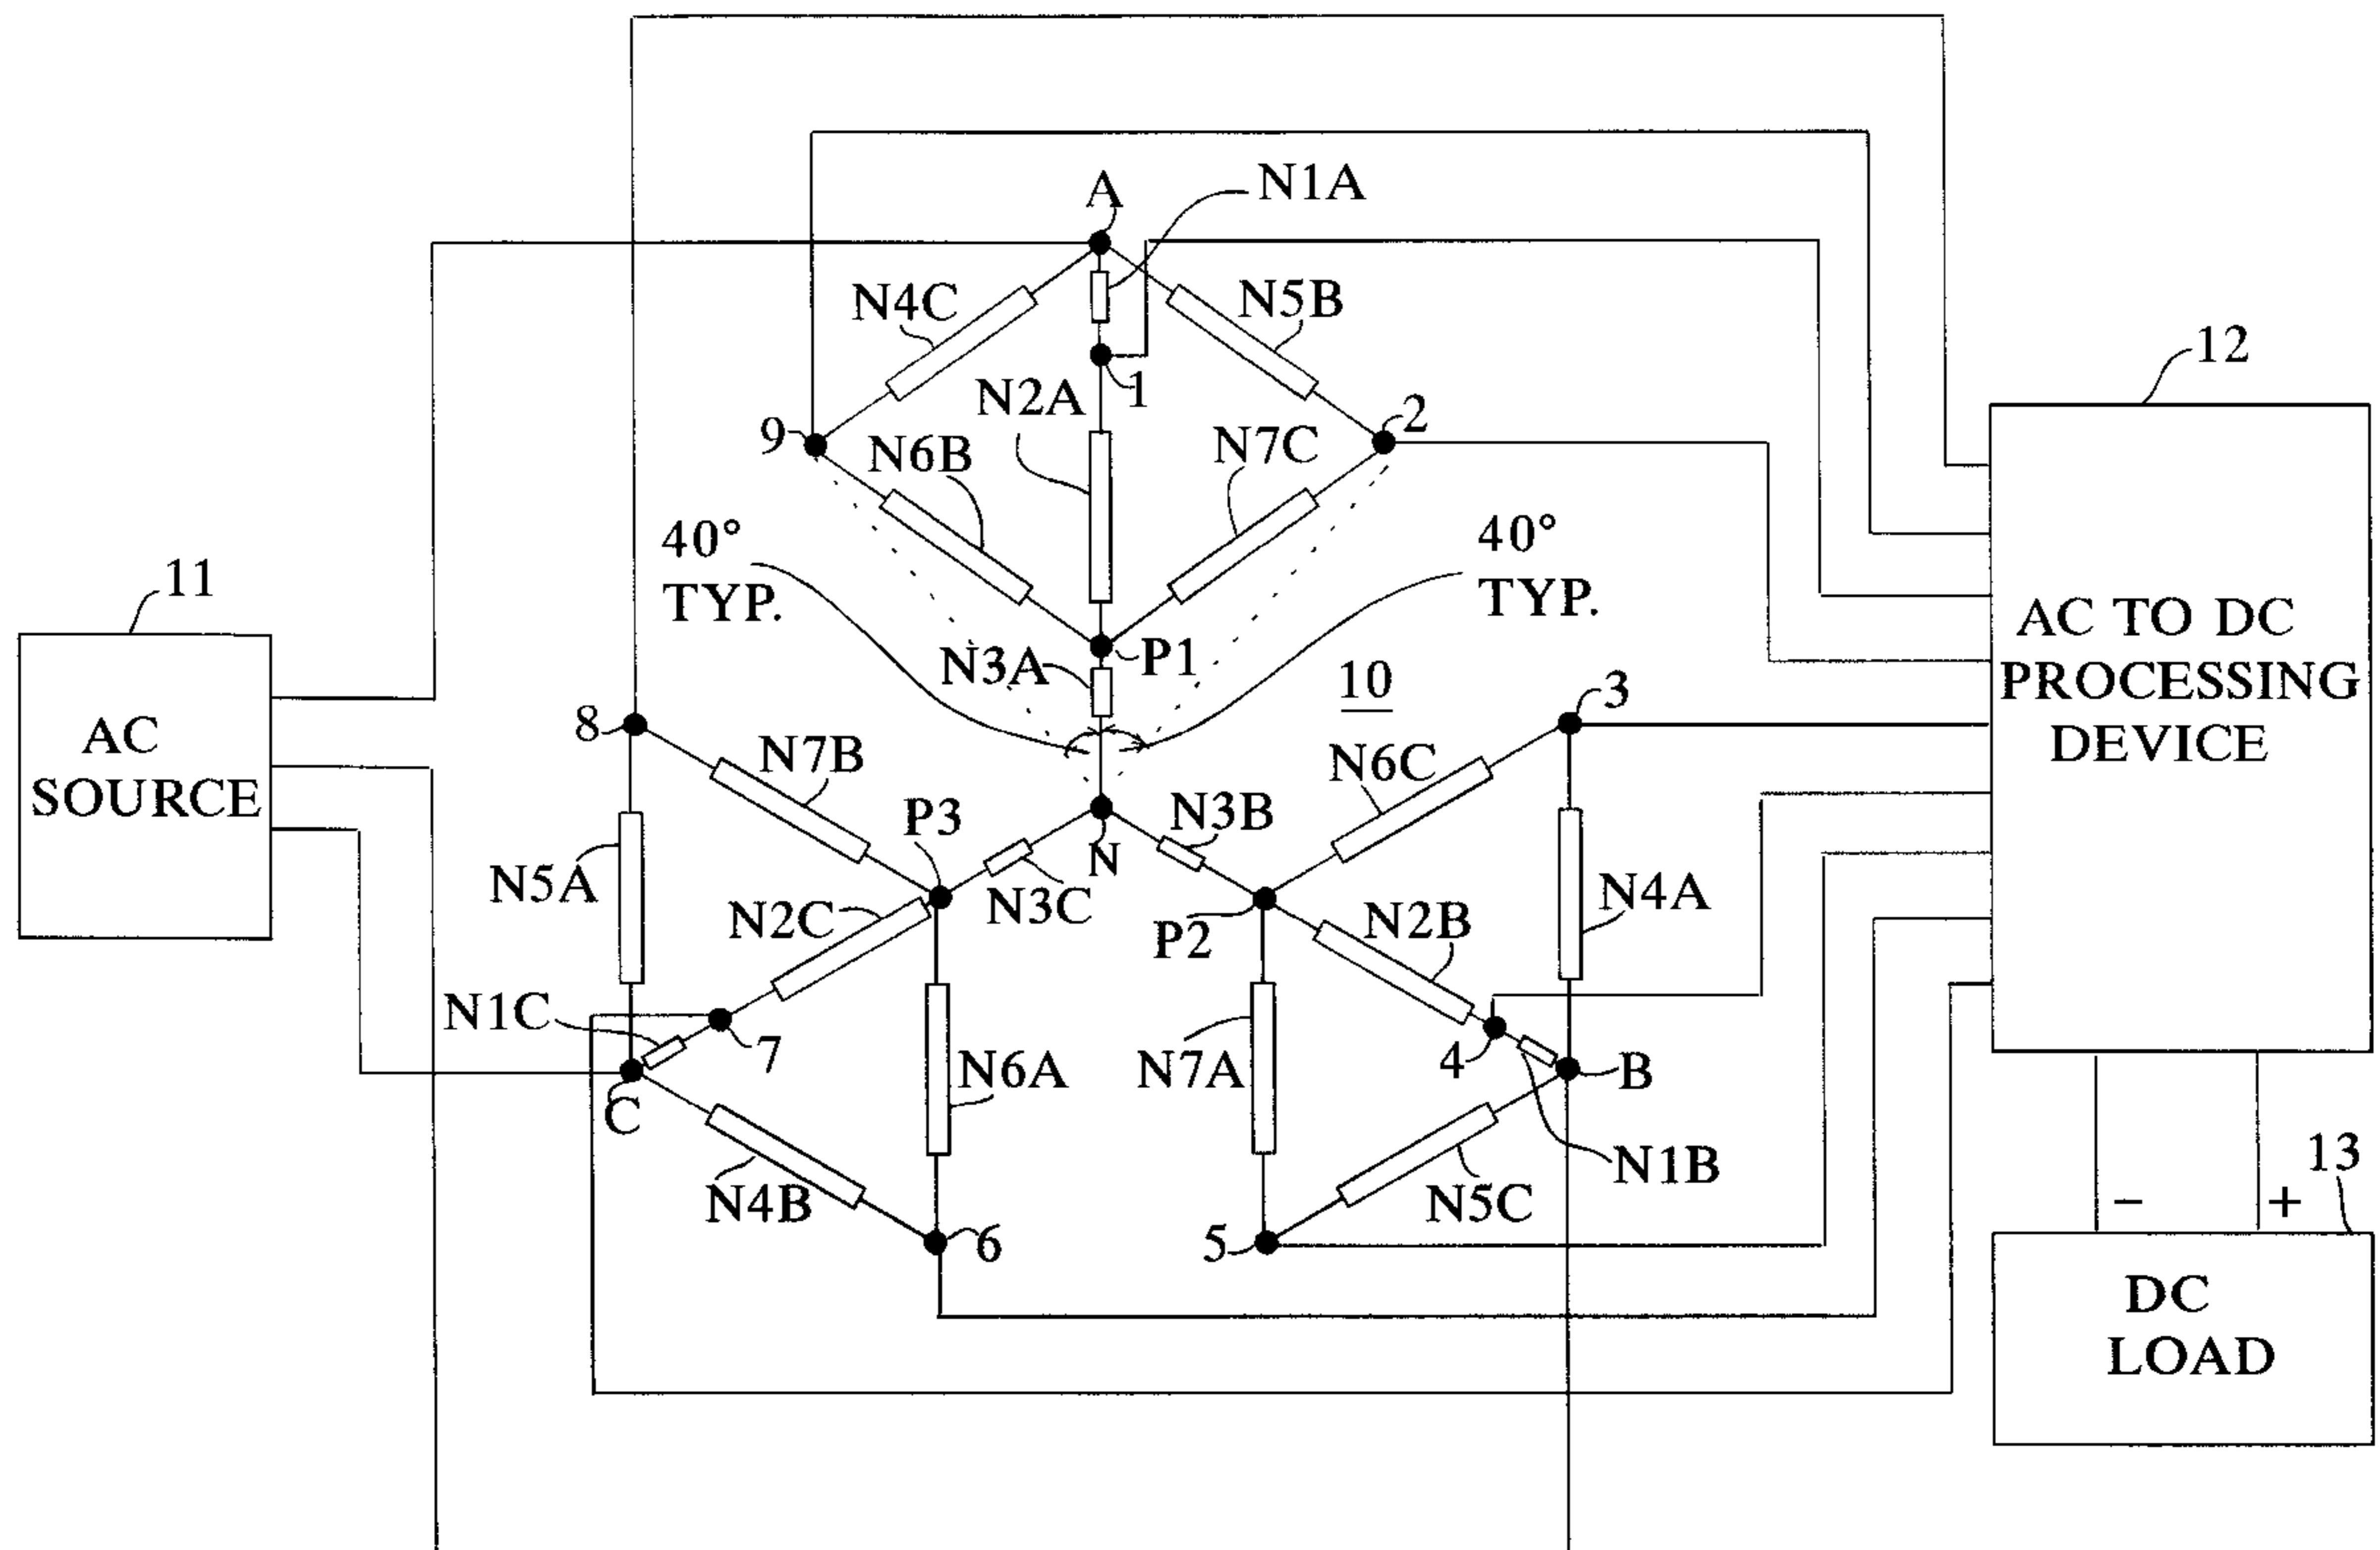 A
N1A
N4C
N5B
12
1
N2A
2
9
N6B
N7C
40°
TYP.
40°
TYP.
11
AC TO DC
PROCESSING
DEVICE
P1
N3A
10
3
8
AC
SOURCE
N7B
N6C
P3
N3B
N
N5A
N3C
N4A
N2C
N2B
P2
N1C
7
4
N6A
N7A
B
C
N1B
N4B
N5C
13
6
5
− +
DC
LOAD